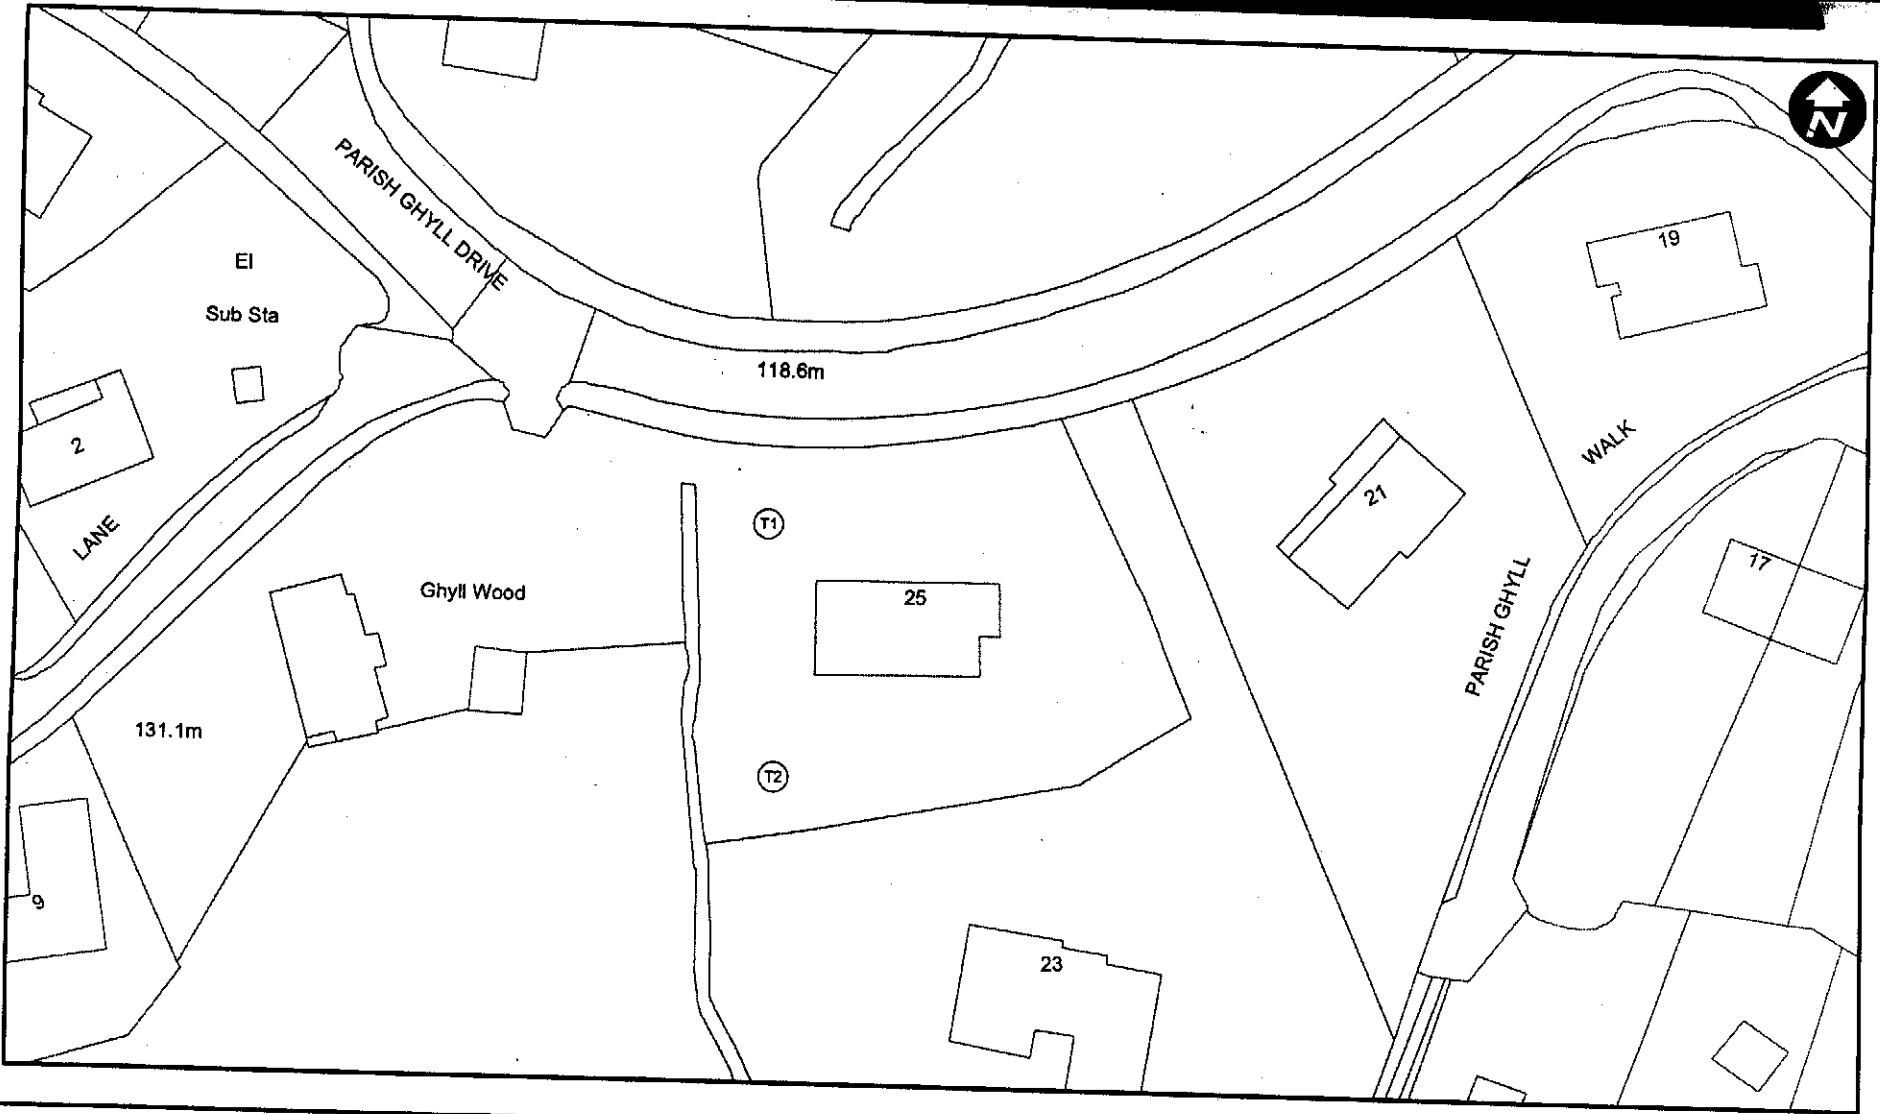 N
PARISH GHYLL DRIVE
19
El
Sub Sta
118.6m
2
WALK
21
LANE
T1
17
Ghyll Wood
25
PARISH GHYLL
131.1m
T2
9
23